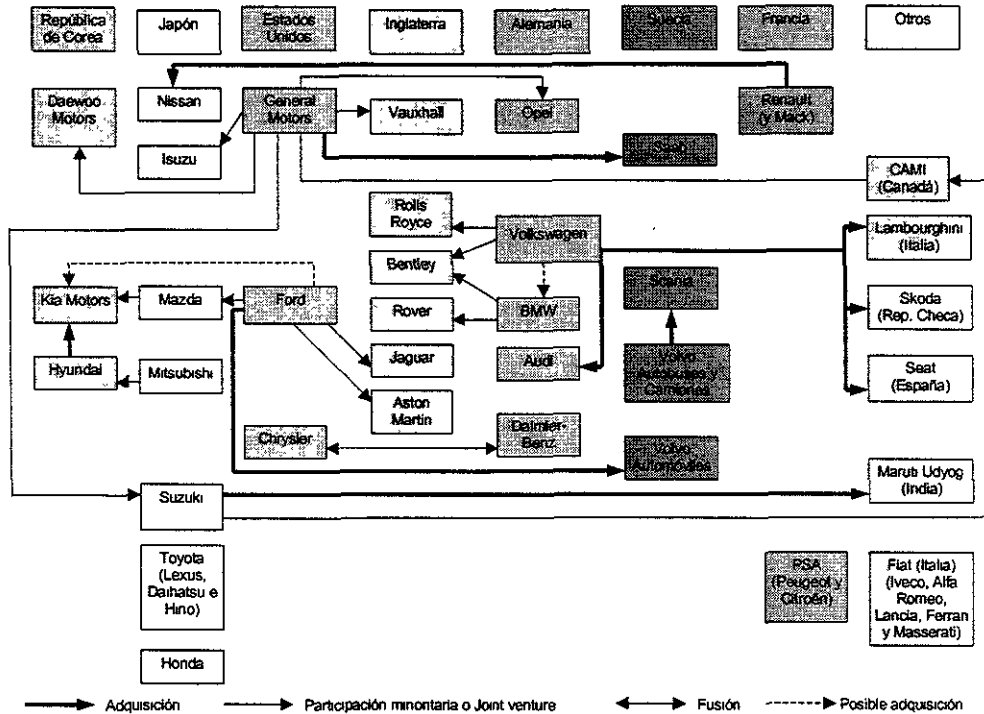 República
de Corea
Japón
Estados
Unidos
Inglaterra
Alemania
Suecia
Francia
Otros
Daewoo
Motors
Nissan
General
Motors
Vauxhall
Opel
Renault
(y Mack)
Isuzu
Saab
CAMI
(Canadá)
Rolls
Royce
Volkswagen
Lambourghini
(Italia)
Bentley
Scania
Kia Motors
Mazda
Ford
Rover
BMW
Skoda
(Rep. Checa)
Hyundai
Mitsubishi
Jaguar
Audi
Volvo
Autobuses y
Camiones
Seat
(España)
Aston
Martin
Chrysler
Daimler-
Benz
Volvo
Automóviles
Maruti Udyog
(India)
Suzuki
Toyota
(Lexus,
Daihatsu e
Hino)
PSA
(Peugeot y
Citroën)
Fiat (Italia)
(Iveco, Alfa
Romeo,
Lancia, Ferrari
y Masserati)
Honda
Adquisición
Participación minoritaria o Joint venture
Fusión
Posible adquisición